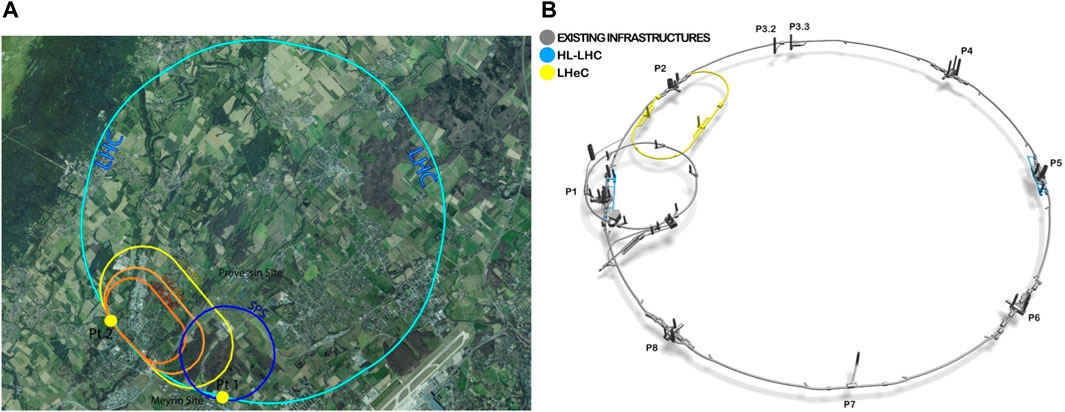 A
LHC
LHC
Prévessin Site
SPS
Pt 2
Pt 1
Meyrin Site
B
EXISTING INFRASTRUCTURES
HL-LHC
LHeC
P3.2
P3.3
P2
P4
P5
P1
P6
P8
P7